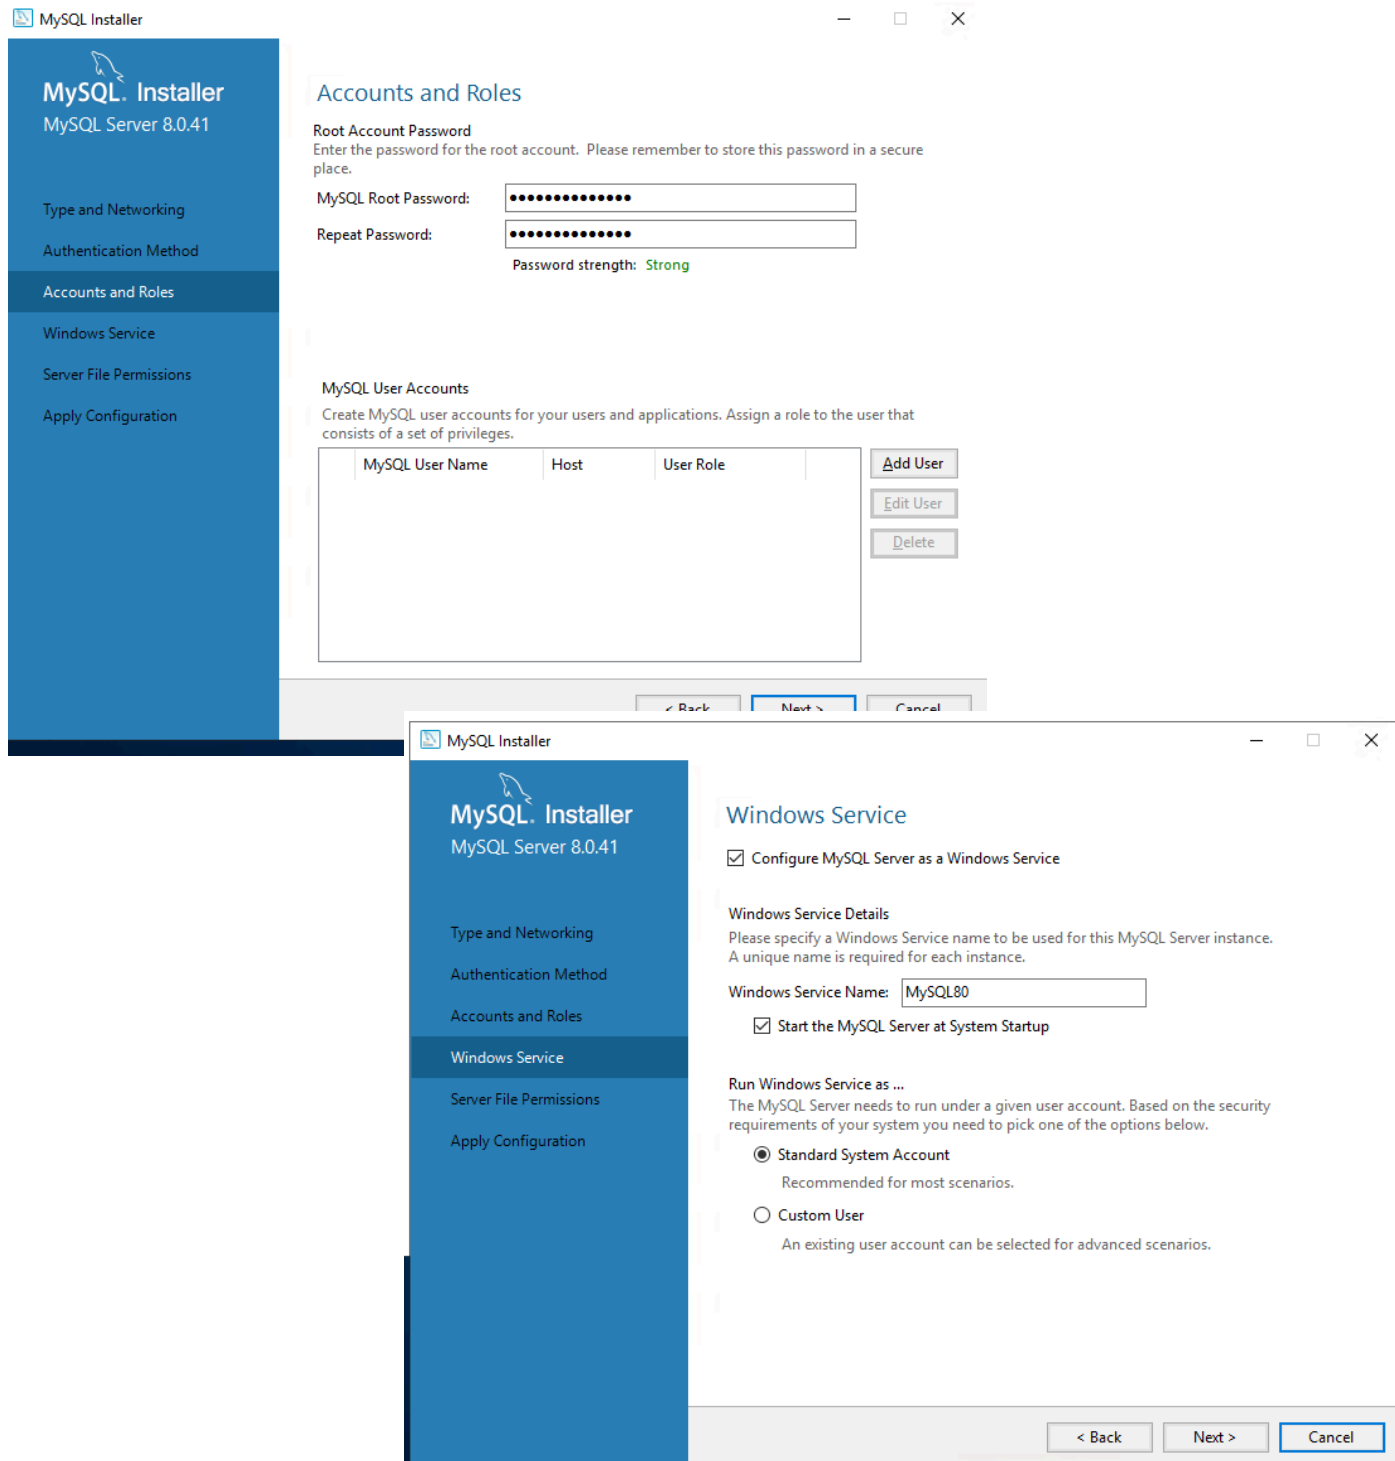 MySQL Installer
MySQL. Installer
MySQL Server 8.0.41
Type and Networking
Authentication Method
Accounts and Roles
Windows Service
Server File Permissions
Apply Configuration
Accounts and Roles
Root Account Password
Enter the password for the root account. Please remember to store this password in a secure
place.
MySQL Root Password: ••••••••••••••
Repeat Password: ••••••••••••••
Password strength: Strong
MySQL User Accounts
Create MySQL user accounts for your users and applications. Assign a role to the user that
consists of a set of privileges.
MySQL User Name Host User Role
Add User
Edit User
Delete
< Back Next > Cancel
MySQL Installer
MySQL. Installer
MySQL Server 8.0.41
Type and Networking
Authentication Method
Accounts and Roles
Windows Service
Server File Permissions
Apply Configuration
Windows Service
Configure MySQL Server as a Windows Service
Windows Service Details
Please specify a Windows Service name to be used for this MySQL Server instance.
A unique name is required for each instance.
Windows Service Name: MySQL80
Start the MySQL Server at System Startup
Run Windows Service as ...
The MySQL Server needs to run under a given user account. Based on the security
requirements of your system you need to pick one of the options below.
Standard System Account
Recommended for most scenarios.
Custom User
An existing user account can be selected for advanced scenarios.
< Back Next > Cancel